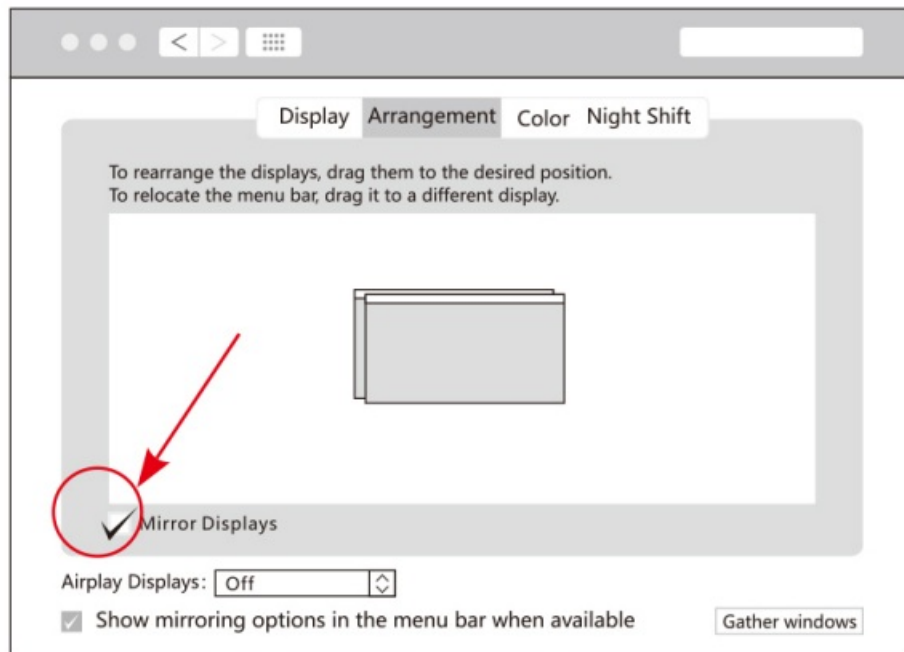 Display Arrangement Color Night Shift
To rearrange the displays, drag them to the desired position.
To relocate the menu bar, drag it to a different display.
Mirror Displays
Airplay Displays: Off
Show mirroring options in the menu bar when available
Gather windows